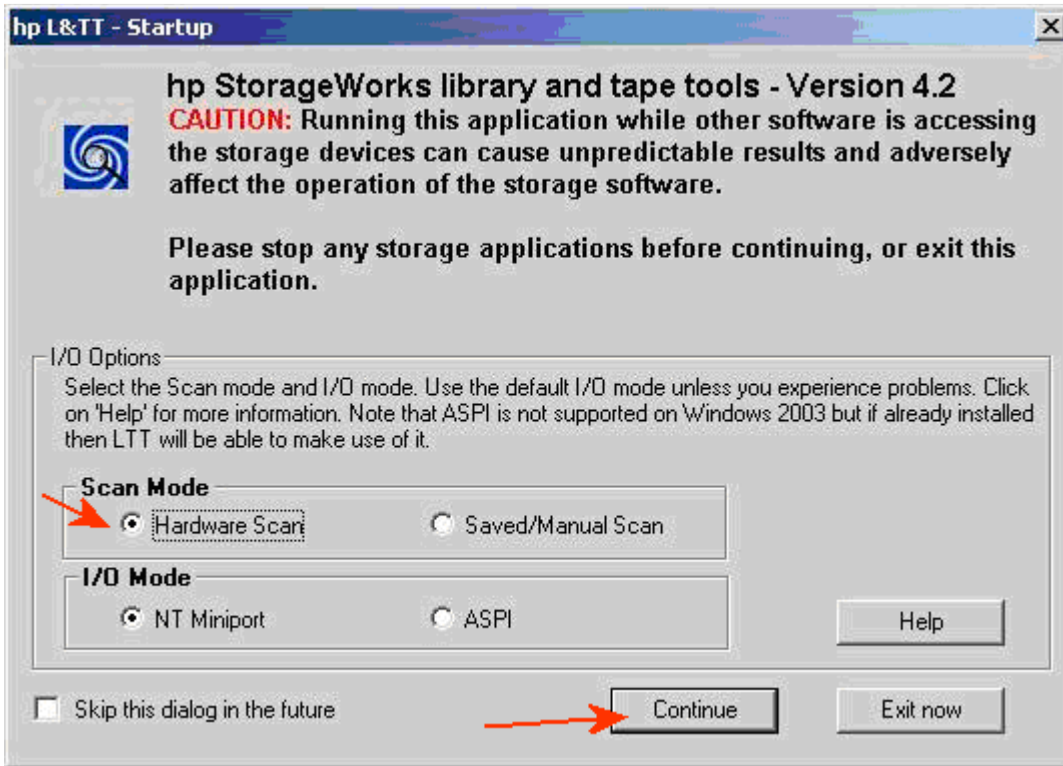 hp L&TT - Startup
hp StorageWorks library and tape tools - Version 4.2
CAUTION: Running this application while other software is accessing
the storage devices can cause unpredictable results and adversely
affect the operation of the storage software.
Please stop any storage applications before continuing, or exit this
application.
I/O Options
Select the Scan mode and I/O mode. Use the default I/O mode unless you experience problems. Click
on 'Help' for more information. Note that ASPI is not supported on Windows 2003 but if already installed
then LTT will be able to make use of it.
Scan Mode
Hardware Scan
Saved/Manual Scan
I/O Mode
NT Miniport
ASPI
Help
Skip this dialog in the future
Continue
Exit now